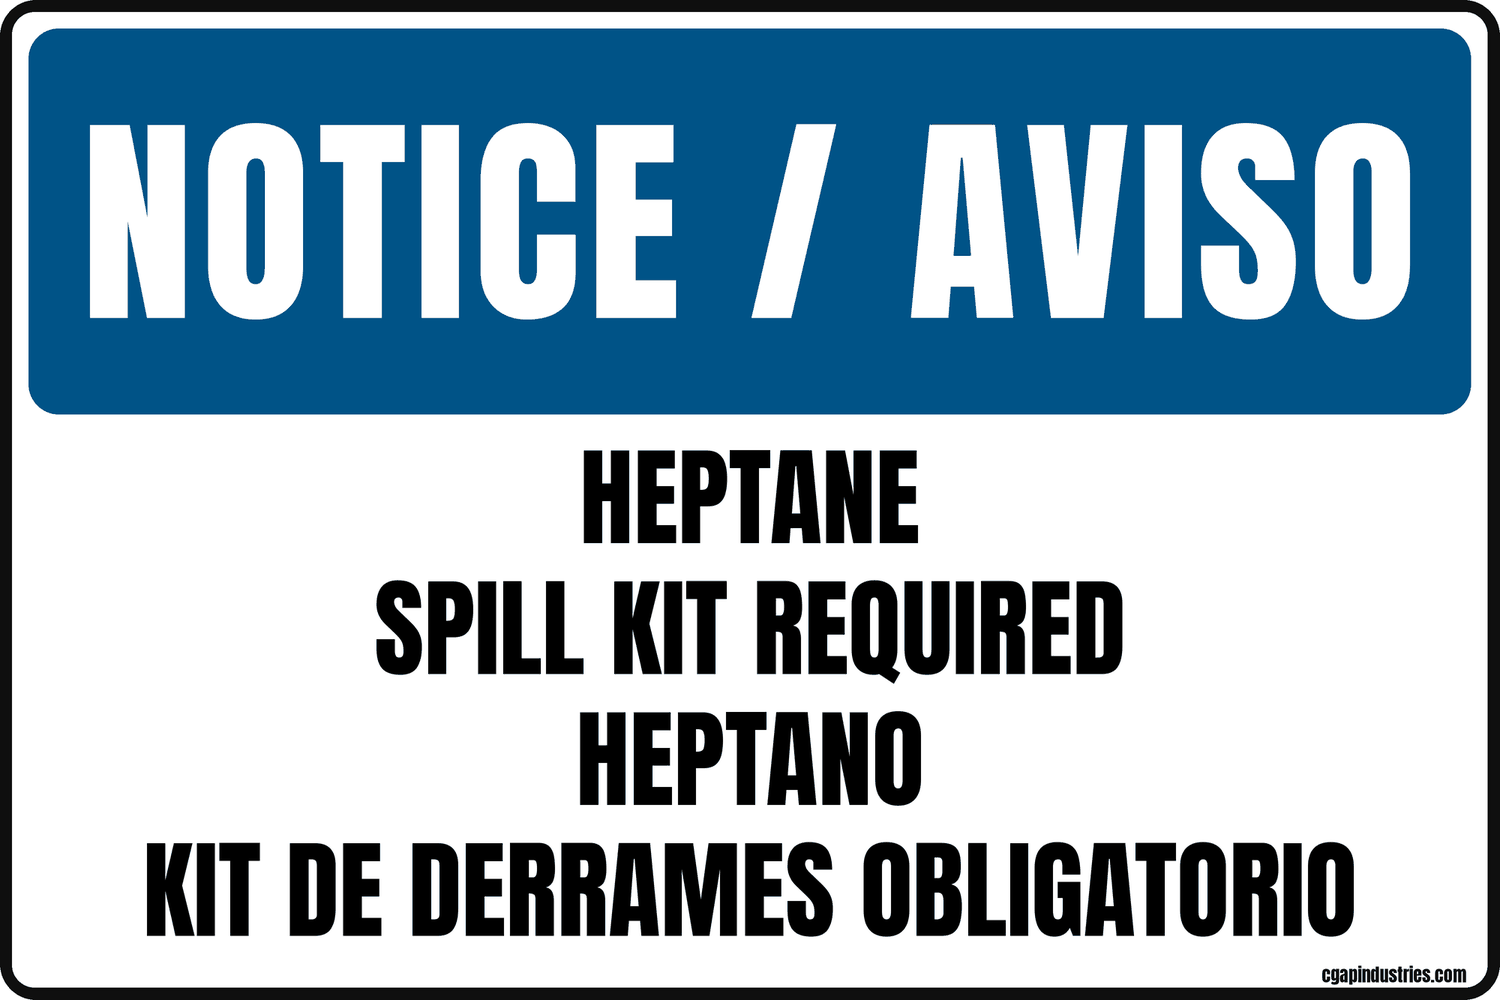 NOTICE / AVISO
HEPTANE
SPILL KIT REQUIRED
HEPTANO
KIT DE DERRAMES OBLIGATORIO
cgapindustries.com